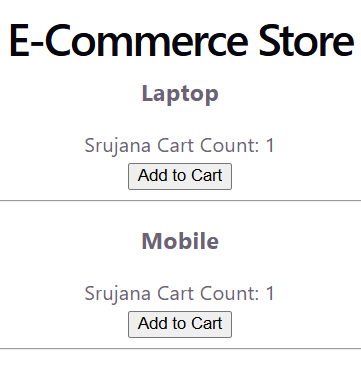 E-Commerce Store
Laptop
Srujana Cart Count: 1
Add to Cart
Mobile
Srujana Cart Count: 1
Add to Cart